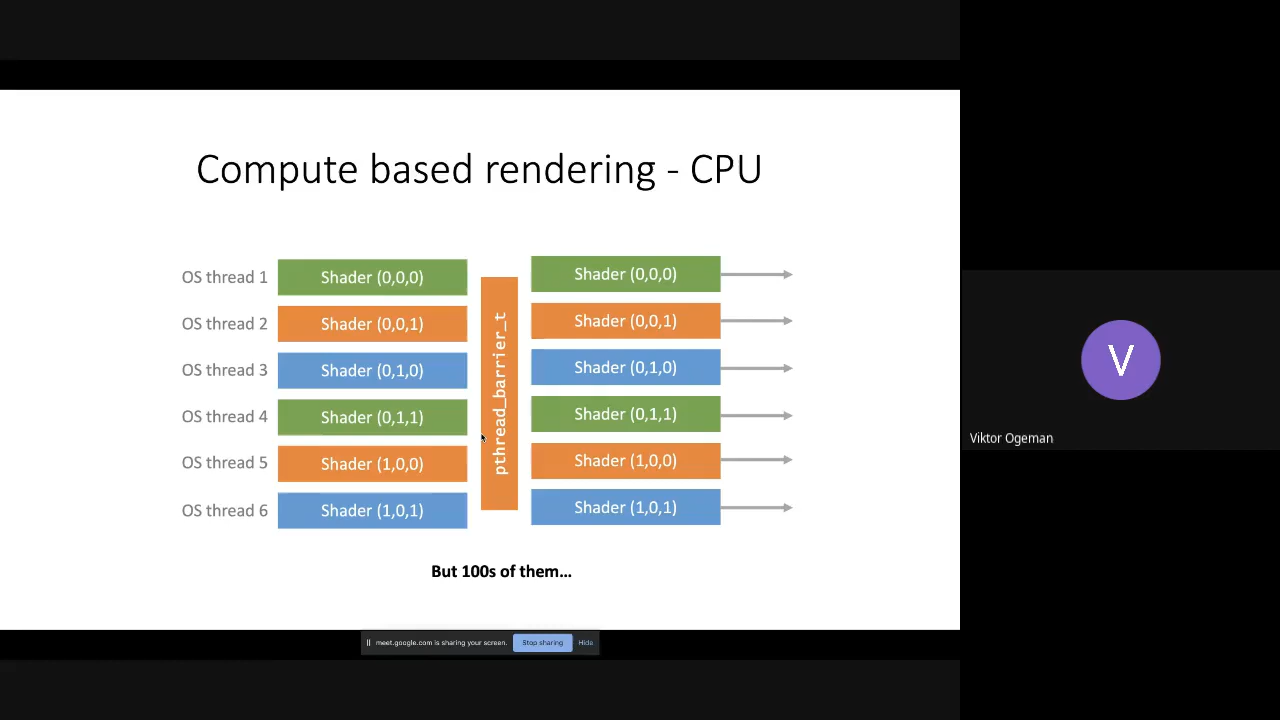 Compute based rendering - CPU
OS thread 1
Shader (0,0,0)
Shader (0,0,0)
OS thread 2
Shader (0,0,1)
Shader (0,0,1)
OS thread 3
Shader (0,1,0)
Shader (0,1,0)
OS thread 4
Shader (0,1,1)
Shader (0,1,1)
OS thread 5
Shader (1,0,0)
Shader (1,0,0)
OS thread 6
Shader (1,0,1)
Shader (1,0,1)
pthread_barrier_t
But 100s of them...
meet.google.com is sharing your screen.
Stop sharing
Hide
V
Viktor Ogeman